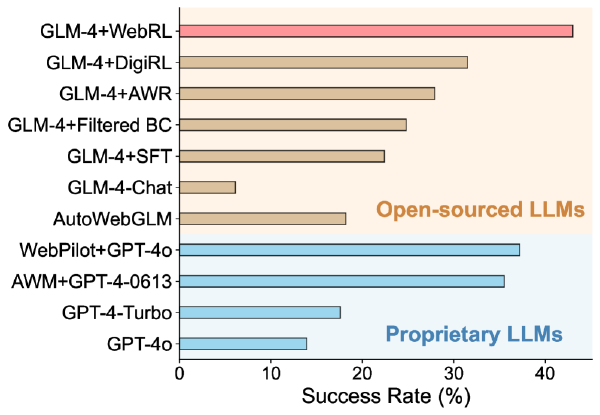 GLM-4+WebRL
GLM-4+DigiRL
GLM-4+AWR
GLM-4+Filtered BC
GLM-4+SFT
GLM-4-Chat
AutoWebGLM
Open-sourced LLMs
WebPilot+GPT-4o
AWM+GPT-4-0613
GPT-4-Turbo
Proprietary LLMs
GPT-4o
0 10 20 30 40
Success Rate (%)